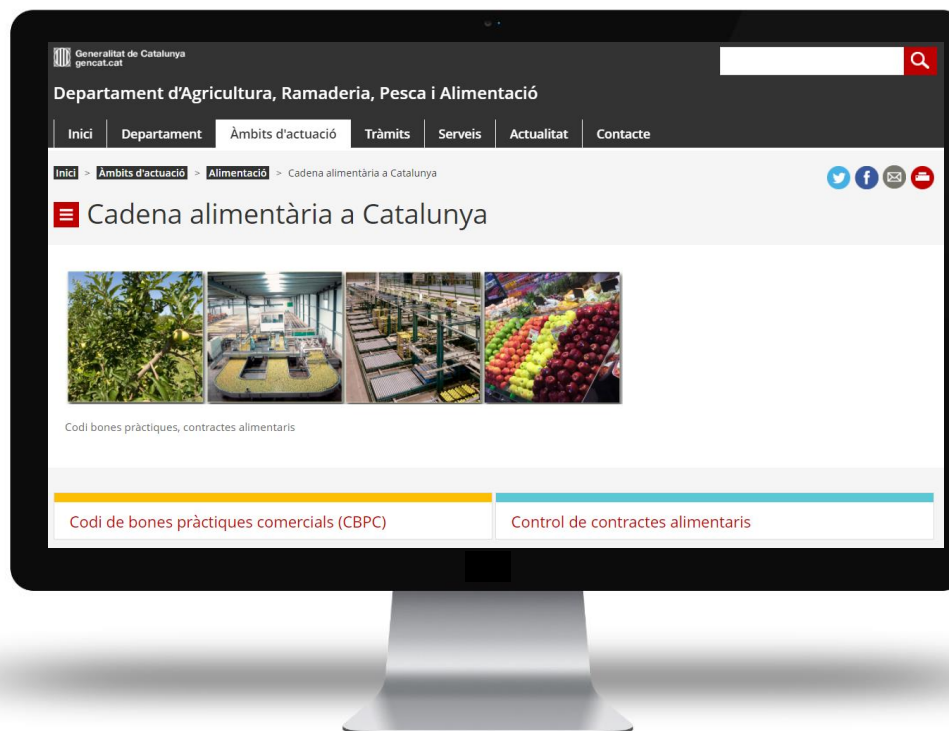 Generalitat de Catalunya
gencat.cat
Departament d'Agricultura, Ramaderia, Pesca i Alimentació
Inici Departament Àmbits d'actuació Tràmits Serveis Actualitat Contacte
Inici > Àmbits d'actuació > Alimentació > Cadena alimentària a Catalunya
Cadena alimentària a Catalunya
Codi bones pràctiques, contractes alimentaris
Codi de bones pràctiques comercials (CBPC) Control de contractes alimentaris